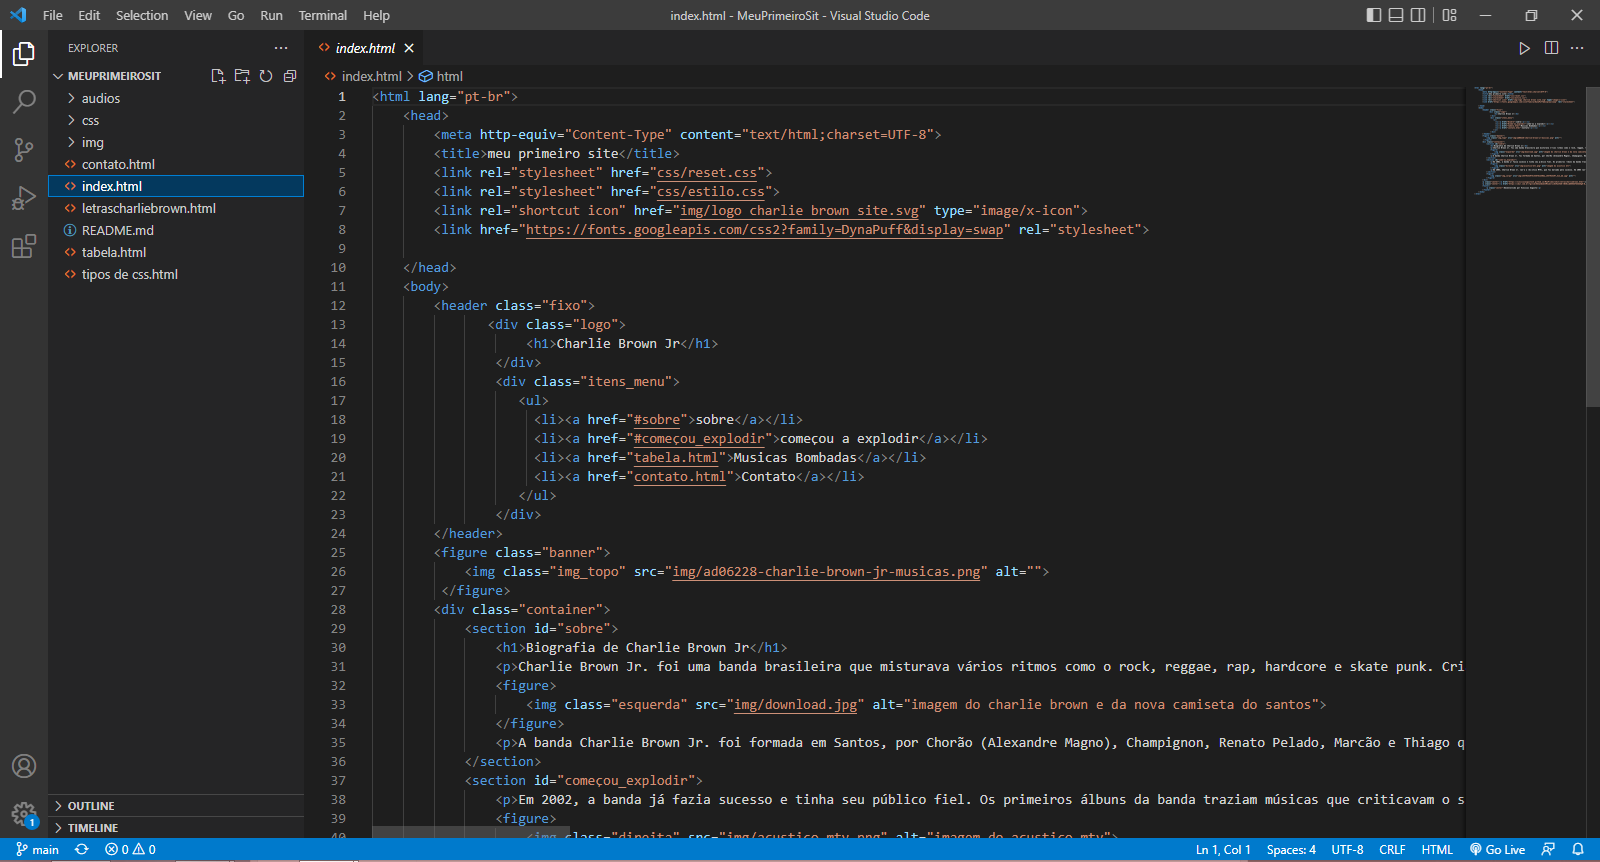 File Edit Selection View Go Run Terminal Help
index.html - MeuPrimeiroSit - Visual Studio Code
EXPLORER
MEUPRIMEIROSIT
audios
css
img
contato.html
index.html
letrascharliebrown.html
README.md
tabela.html
tipos de css.html
OUTLINE
TIMELINE
index.html
index.html > html
1 <html lang="pt-br">
2 <head>
3 <meta http-equiv="Content-Type" content="text/html;charset=UTF-8">
4 <title>meu primeiro site</title>
5 <link rel="stylesheet" href="css/reset.css">
6 <link rel="stylesheet" href="css/estilo.css">
7 <link rel="shortcut icon" href="img/logo charlie brown site.svg" type="image/x-icon">
8 <link href="https://fonts.googleapis.com/css2?family=DynaPuff&display=swap" rel="stylesheet">
9
10 </head>
11 <body>
12 <header class="fixo">
13 <div class="logo">
14 <h1>Charlie Brown Jr</h1>
15 </div>
16 <div class="itens_menu">
17 <ul>
18 <li><a href="#sobre">sobre</a></li>
19 <li><a href="#começou_explodir">começou a explodir</a></li>
20 <li><a href="tabela.html">Musicas Bombadas</a></li>
21 <li><a href="contato.html">Contato</a></li>
22 </ul>
23 </div>
24 </header>
25 <figure class="banner">
26 <img class="img_topo" src="img/ad06228-charlie-brown-jr-musicas.png" alt="">
27 </figure>
28 <div class="container">
29 <section id="sobre">
30 <h1>Biografia de Charlie Brown Jr</h1>
31 <p>Charlie Brown Jr. foi uma banda brasileira que misturava vários ritmos como o rock, reggae, rap, hardcore e skate punk. Cri
32 <figure>
33 <img class="esquerda" src="img/download.jpg" alt="imagem do charlie brown e da nova camiseta do santos">
34 </figure>
35 <p>A banda Charlie Brown Jr. foi formada em Santos, por Chorão (Alexandre Magno), Champignon, Renato Pelado, Marcão e Thiago q
36 </section>
37 <section id="começou_explodir">
38 <p>Em 2002, a banda já fazia sucesso e tinha seu público fiel. Os primeiros álbuns da banda traziam músicas que criticavam o s
39 <figure>
40 <img class="direita" src="img/acustico mtv.png" alt="imagem do acustico mtv">
1
main 0 0 Ln 1, Col 1 Spaces: 4 UTF-8 CRLF HTML Go Live